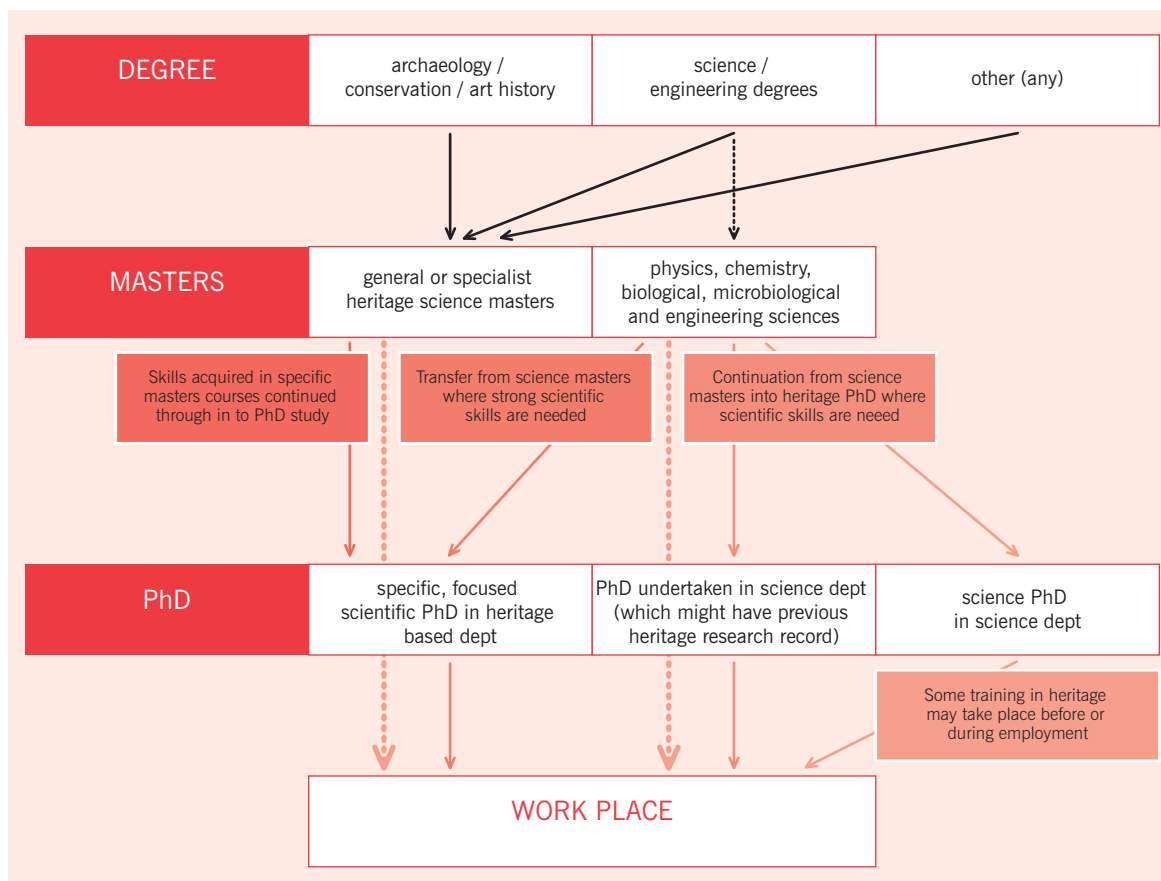 DEGREE
archaeology /
conservation / art history
science /
engineering degrees
other (any)
MASTERS
general or specialist
heritage science masters
physics, chemistry,
biological, microbiological
and engineering sciences
Skills acquired in specific
masters courses continued
through in to PhD study
Transfer from science masters
where strong scientific
skills are needed
Continuation from science
masters into heritage PhD where
scientific skills are neeed
PhD
specific, focused
scientific PhD in heritage
based dept
PhD undertaken in science dept
(which might have previous
heritage research record)
science PhD
in science dept
Some training in heritage
may take place before or
during employment
WORK PLACE